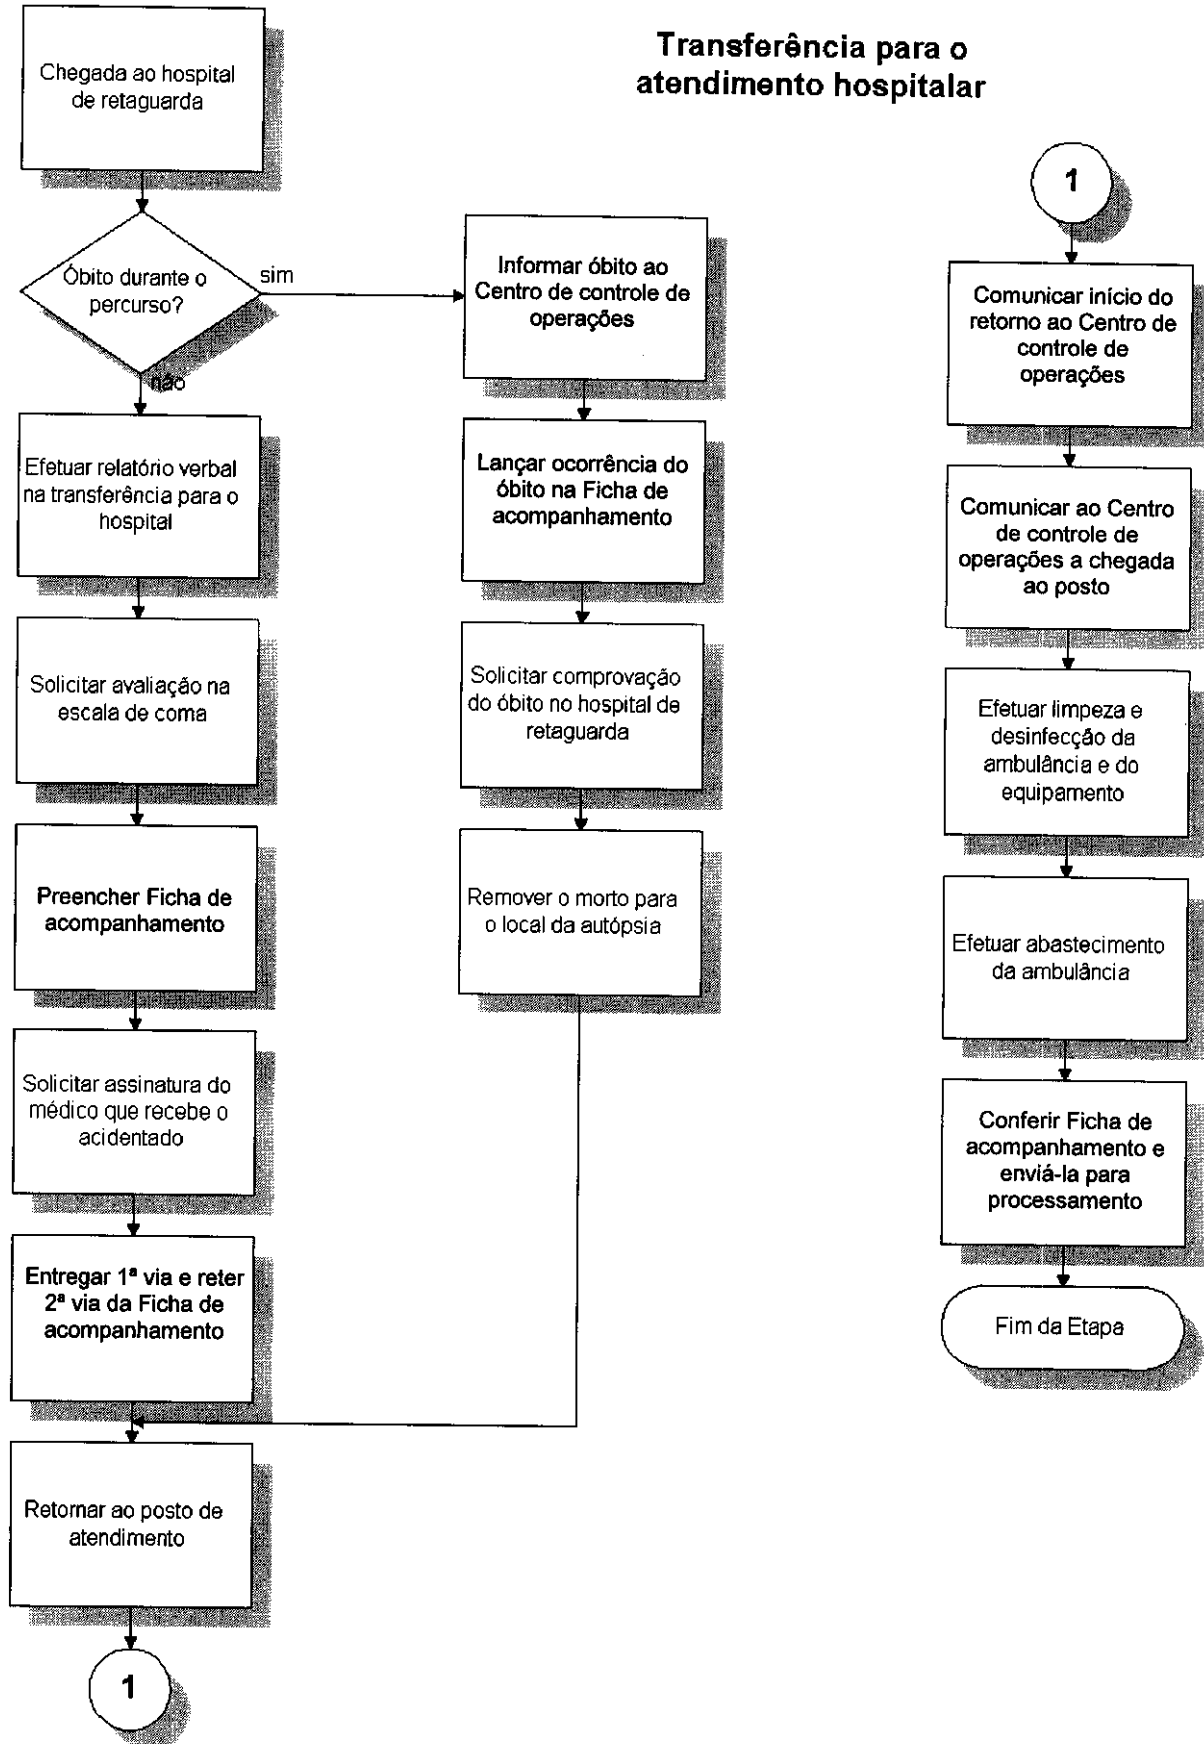 Transferência para o
atendimento hospitalar
Chegada ao hospital
de retaguarda
Óbito durante o
percurso?
sim
não
Efetuar relatório verbal
na transferência para o
hospital
Solicitar avaliação na
escala de coma
Preencher Ficha de
acompanhamento
Solicitar assinatura do
médico que recebe o
acidentado
Entregar 1ª via e reter
2ª via da Ficha de
acompanhamento
Retornar ao posto de
atendimento
1
Informar óbito ao
Centro de controle de
operações
Lançar ocorrência do
óbito na Ficha de
acompanhamento
Solicitar comprovação
do óbito no hospital de
retaguarda
Remover o morto para
o local da autópsia
1
Comunicar início do
retorno ao Centro de
controle de
operações
Comunicar ao Centro
de controle de
operações a chegada
ao posto
Efetuar limpeza e
desinfecção da
ambulância e do
equipamento
Efetuar abastecimento
da ambulância
Conferir Ficha de
acompanhamento e
enviá-la para
processamento
Fim da Etapa